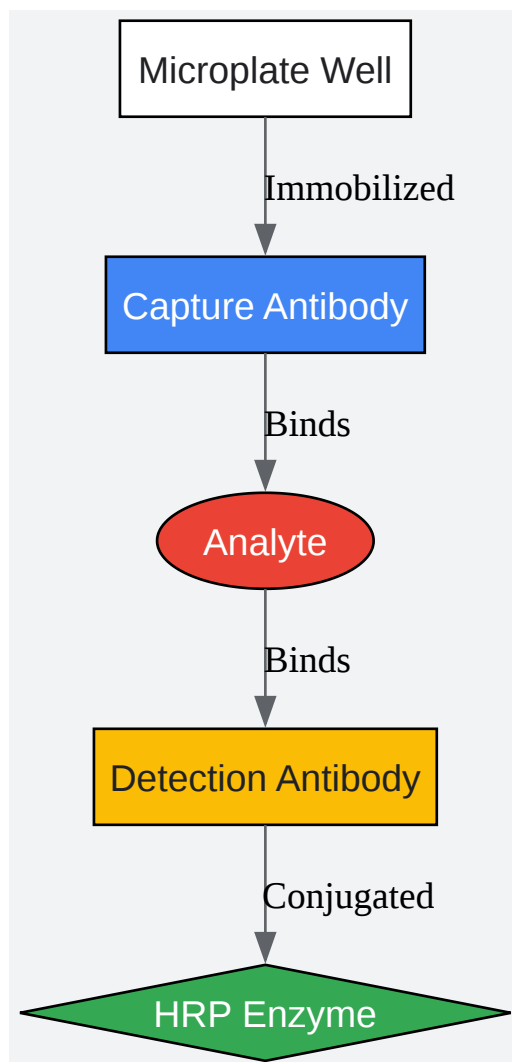 Microplate Well
Immobilized
Capture Antibody
Binds
Analyte
Binds
Detection Antibody
Conjugated
HRP Enzyme